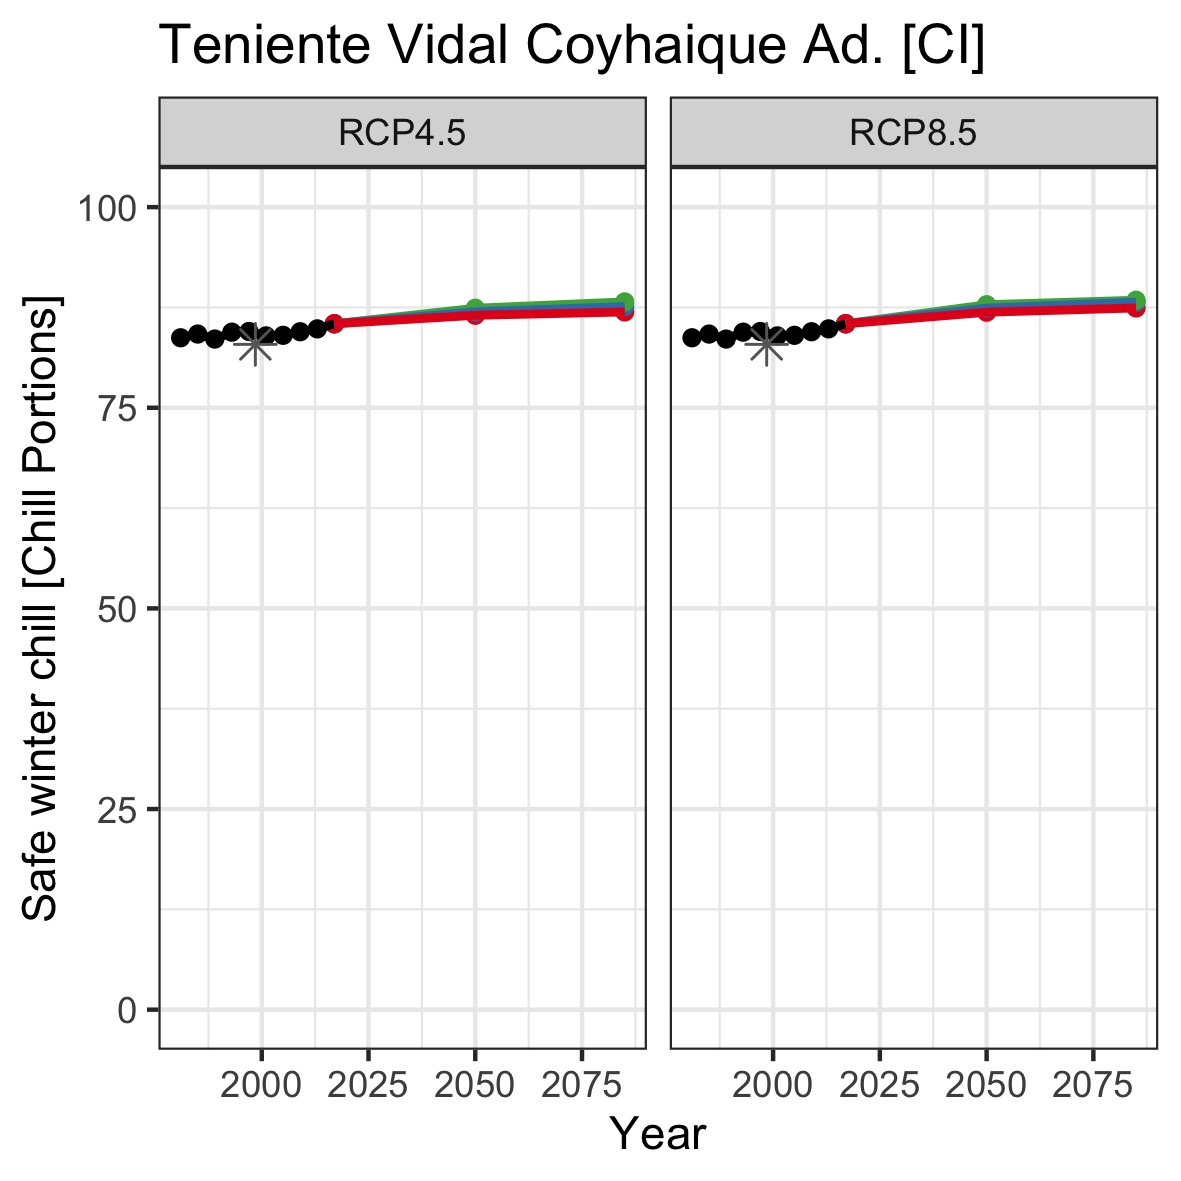 Teniente Vidal Coyhaique Ad. [CI]
RCP4.5 RCP8.5
Safe winter chill [Chill Portions]
100
75
50
25
0
2000 2025 2050 2075 2000 2025 2050 2075
Year